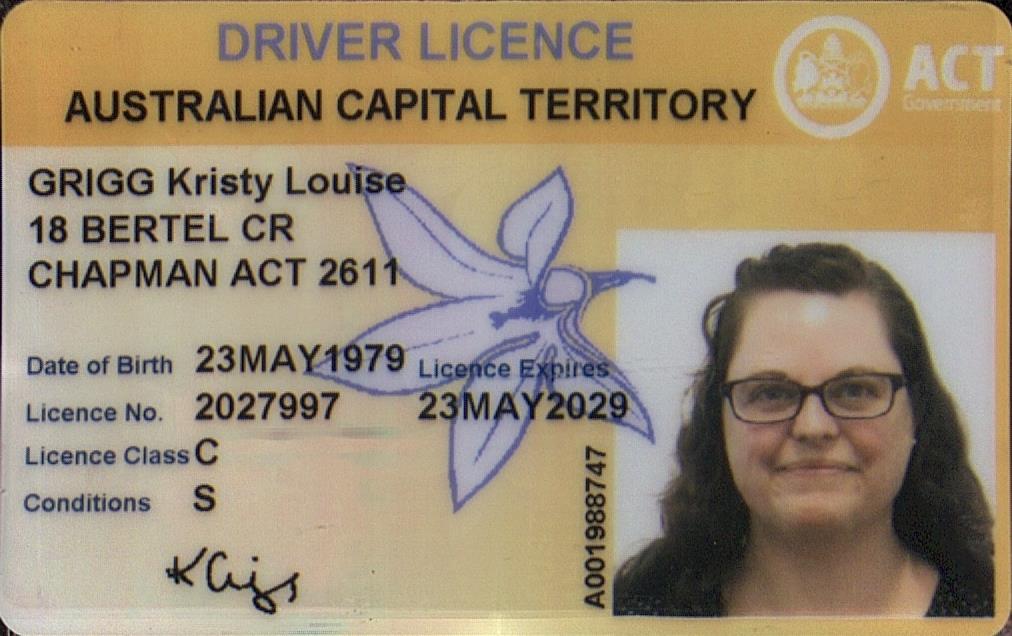 DRIVER LICENCE
AUSTRALIAN CAPITAL TERRITORY
ACT
Government
GRIGG Kristy Louise
18 BERTEL CR
CHAPMAN ACT 2611
Date of Birth 23MAY1979
Licence Expires
Licence No. 2027997
23MAY2029
Licence Class C
Conditions S
A001988747